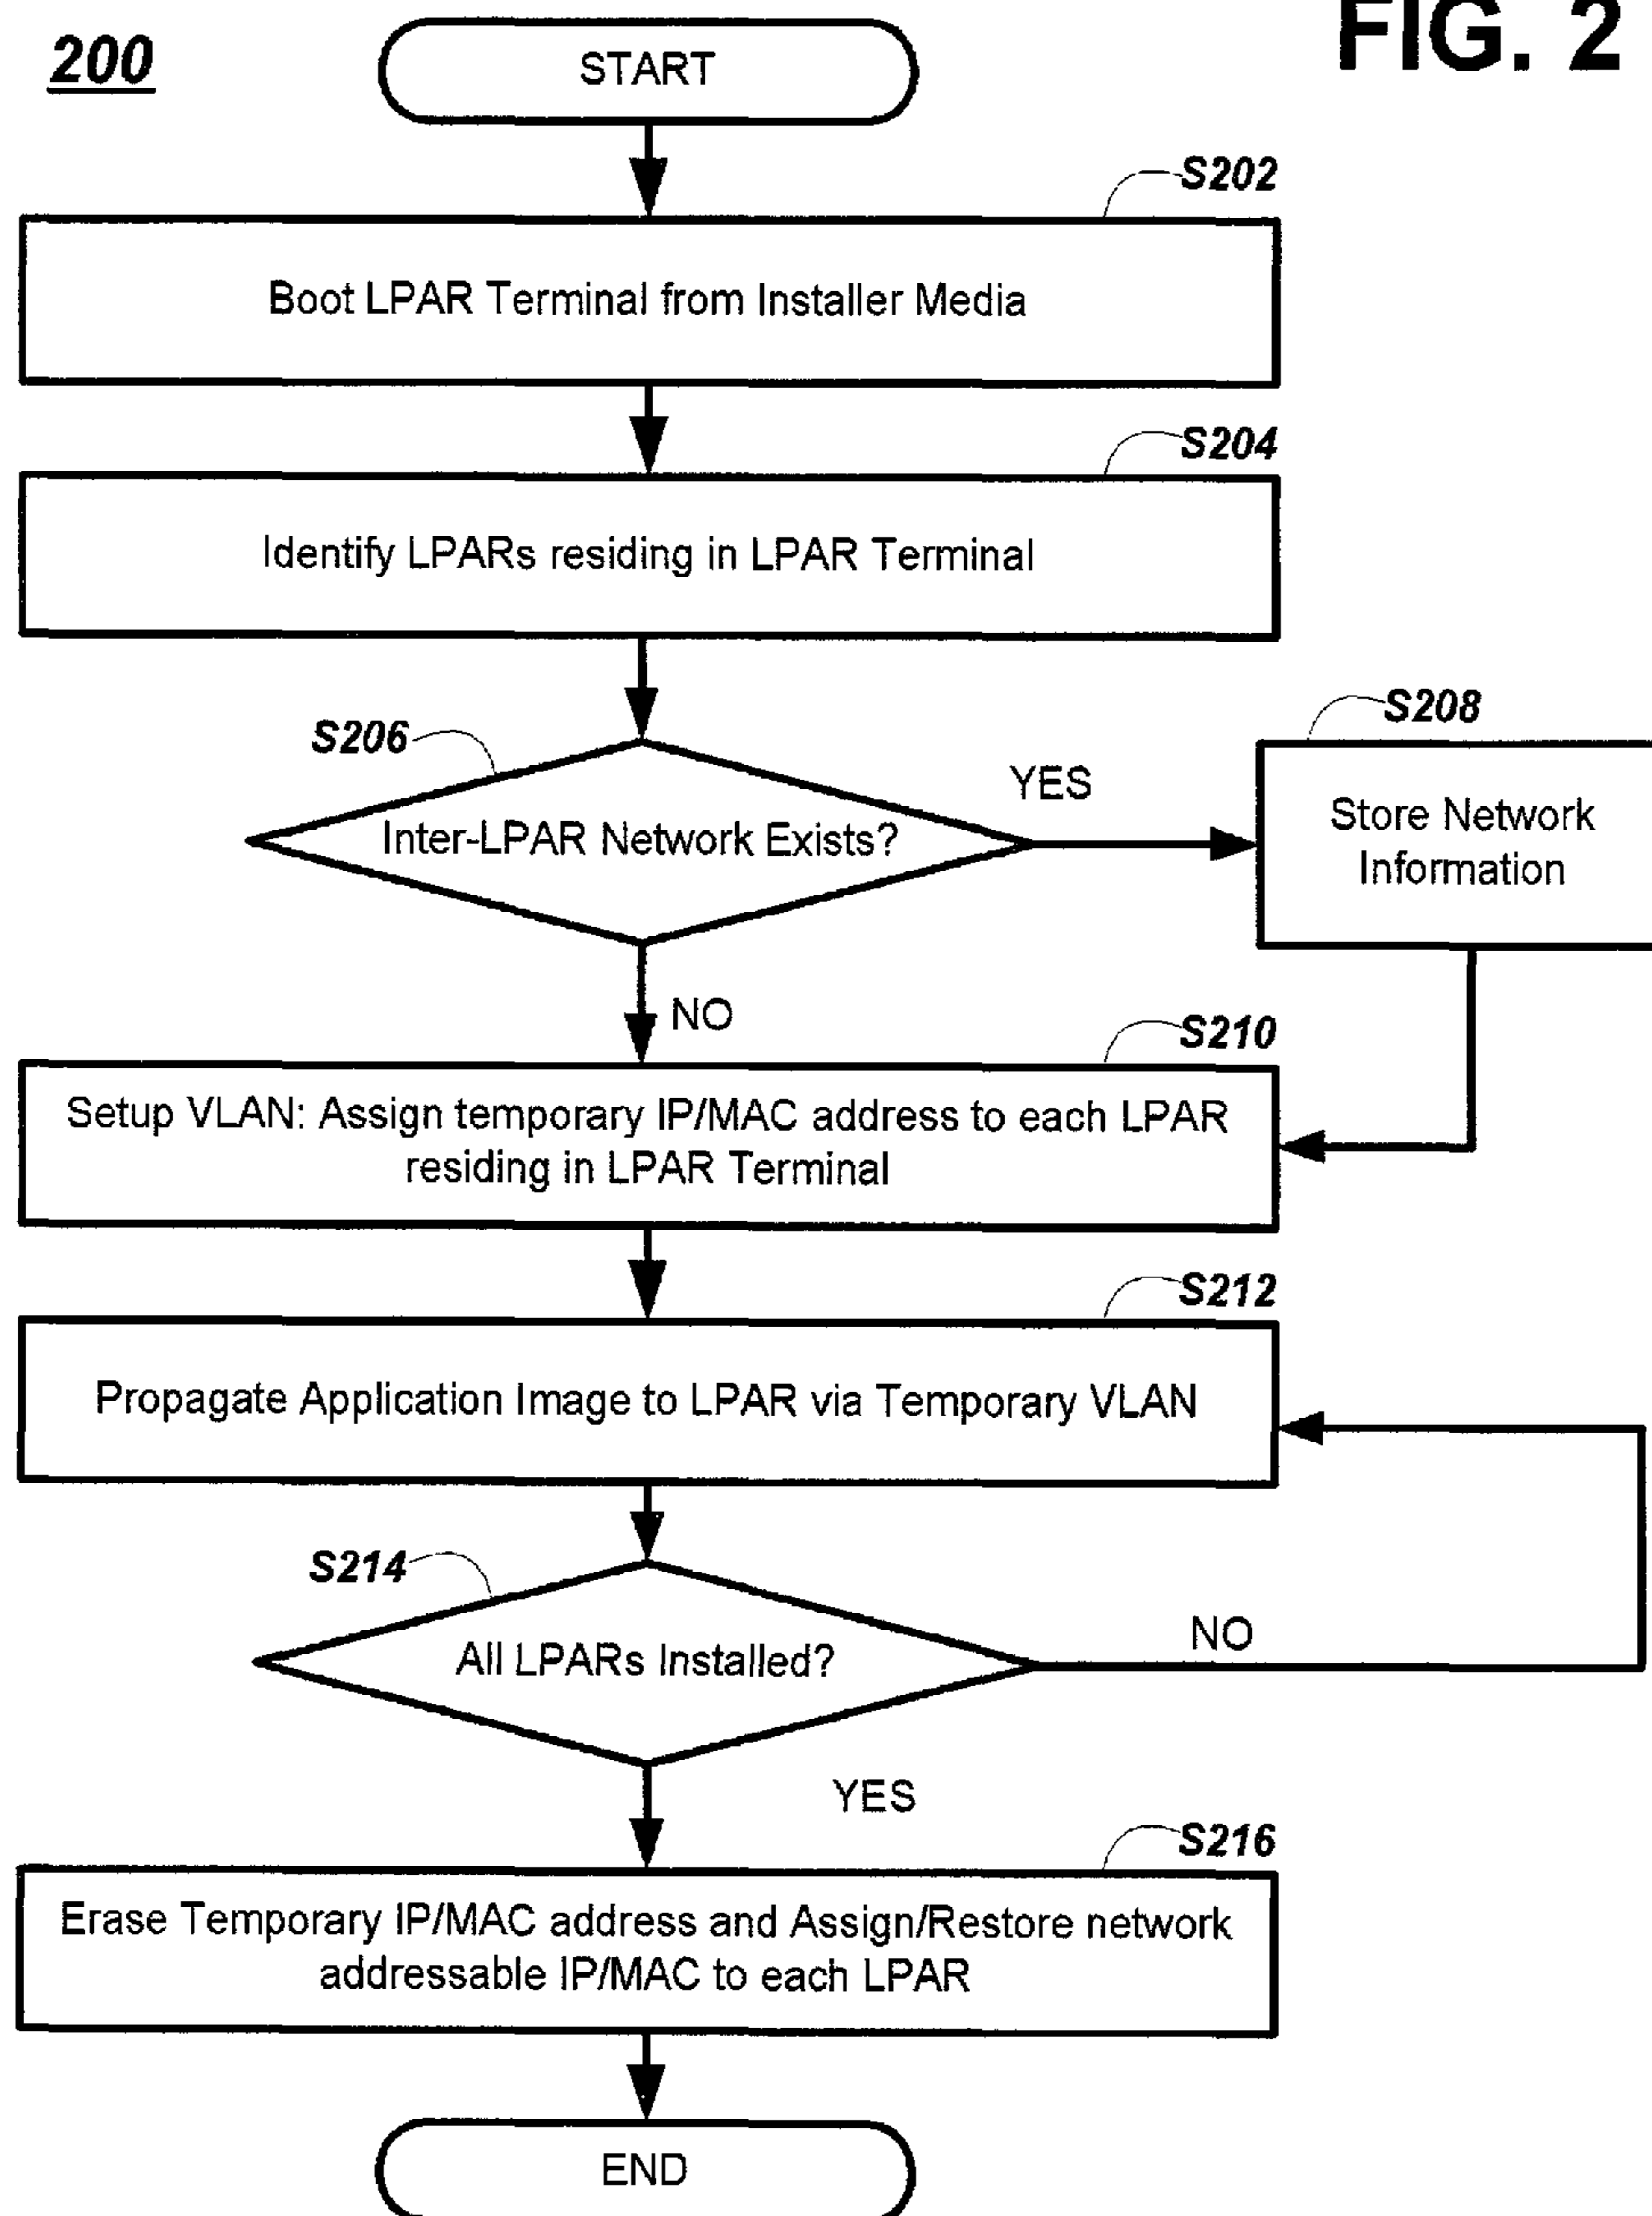 200
FIG. 2
START
S202
Boot LPAR Terminal from Installer Media
S204
Identify LPARs residing in LPAR Terminal
S206
Inter-LPAR Network Exists?
YES
S208
Store Network
Information
NO
S210
Setup VLAN: Assign temporary IP/MAC address to each LPAR
residing in LPAR Terminal
S212
Propagate Application Image to LPAR via Temporary VLAN
S214
All LPARs Installed?
NO
YES
S216
Erase Temporary IP/MAC address and Assign/Restore network
addressable IP/MAC to each LPAR
END